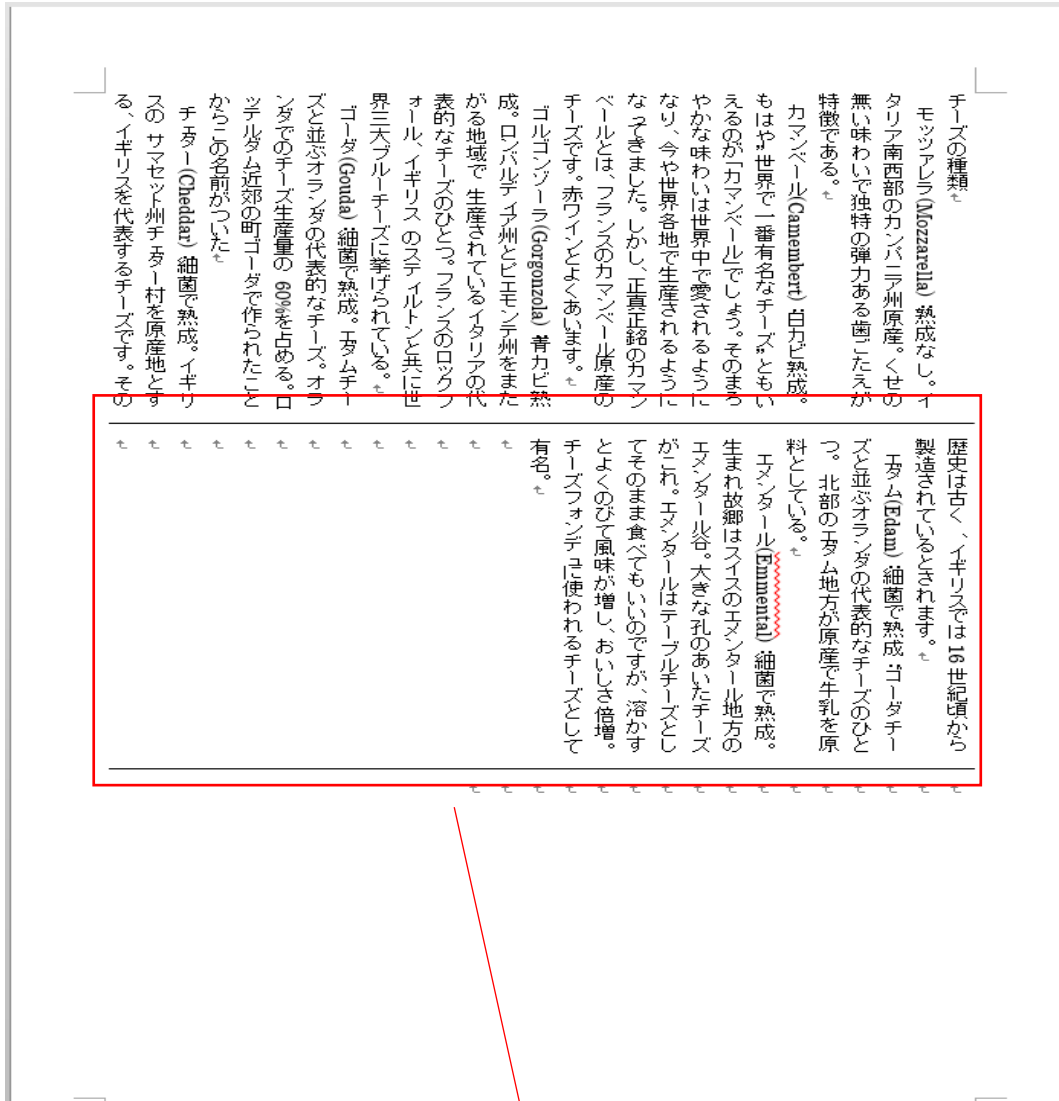 チーズの種類
モッツアレラ(Mozzarella) 熟成なし。イ
タリア南西部のカンパニア州原産。くせの
無い味わいで独特の弾力ある歯ごたえが
特徴である。
カマンベール(Camembert) 白カビ熟成。
もはや”世界で一番有名なチーズ”ともい
えるのが「カマンベール」でしょう。そのまろ
やかな味わいは世界中で愛されるように
なり、今や世界各地で生産されるように
なってきました。しかし、正真正銘のカマン
ベールとは、フランスのカマンベール原産の
チーズです。赤ワインとよくあいます。
ゴルゴンゾーラ(Gorgonzola) 青カビ熟
成。ロンバルディア州とピエモンテ州をまた
がる地域で 生産されているイタリアの代
表的なチーズのひとつ。フランスのロックフ
ォール、イギリス のスティルトンと共に世
界三大ブルーチーズに挙げられている。
ゴーダ(Gouda) 細菌で熟成。エダムチー
ズと並ぶオランダの代表的なチーズ。オラ
ンダでのチーズ生産量の 60%を占める。ロ
ッテルダム近郊の町ゴーダで作られたこと
からこの名前がついた
チェダー(Cheddar) 細菌で熟成。イギリ
スの サマセット州チェダー村を原産地とす
る、イギリスを代表するチーズです。その
歴史は古く、イギリスでは 16 世紀頃から
製造されているとされます。
エダム(Edam) 細菌で熟成 ゴーダチー
ズと並ぶオランダの代表的なチーズのひと
つ。北部のエダム地方が原産で牛乳を原
料としている。
エメンタール(Emmental) 細菌で熟成。
生まれ故郷はスイスのエメンタール地方の
エメンタール谷。大きな孔のあいたチーズ
がこれ。エメンタールはテーブルチーズとし
てそのまま食べてもいいのですが、溶かす
とよくのびて風味が増し、おいしさ倍増。
チーズフォンデュに使われるチーズとして
有名。